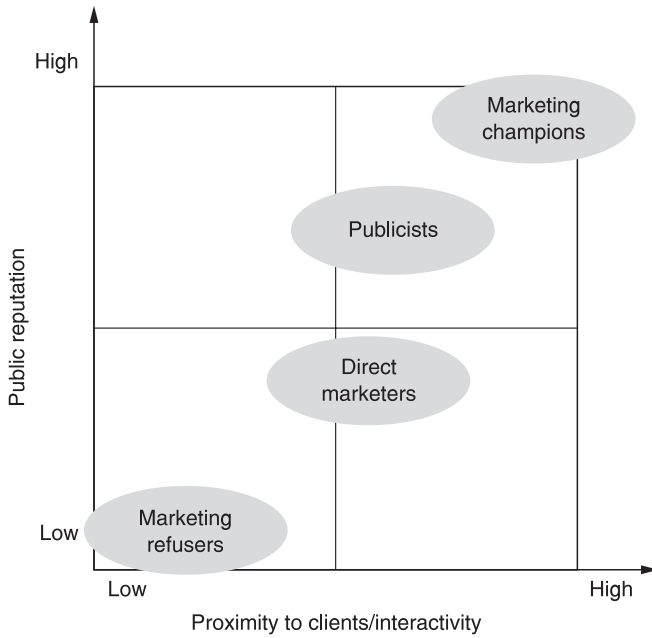 High
Marketing
champions
Publicists
Public reputation
Direct
marketers
Marketing
refusers
Low
Low
High
Proximity to clients/interactivity